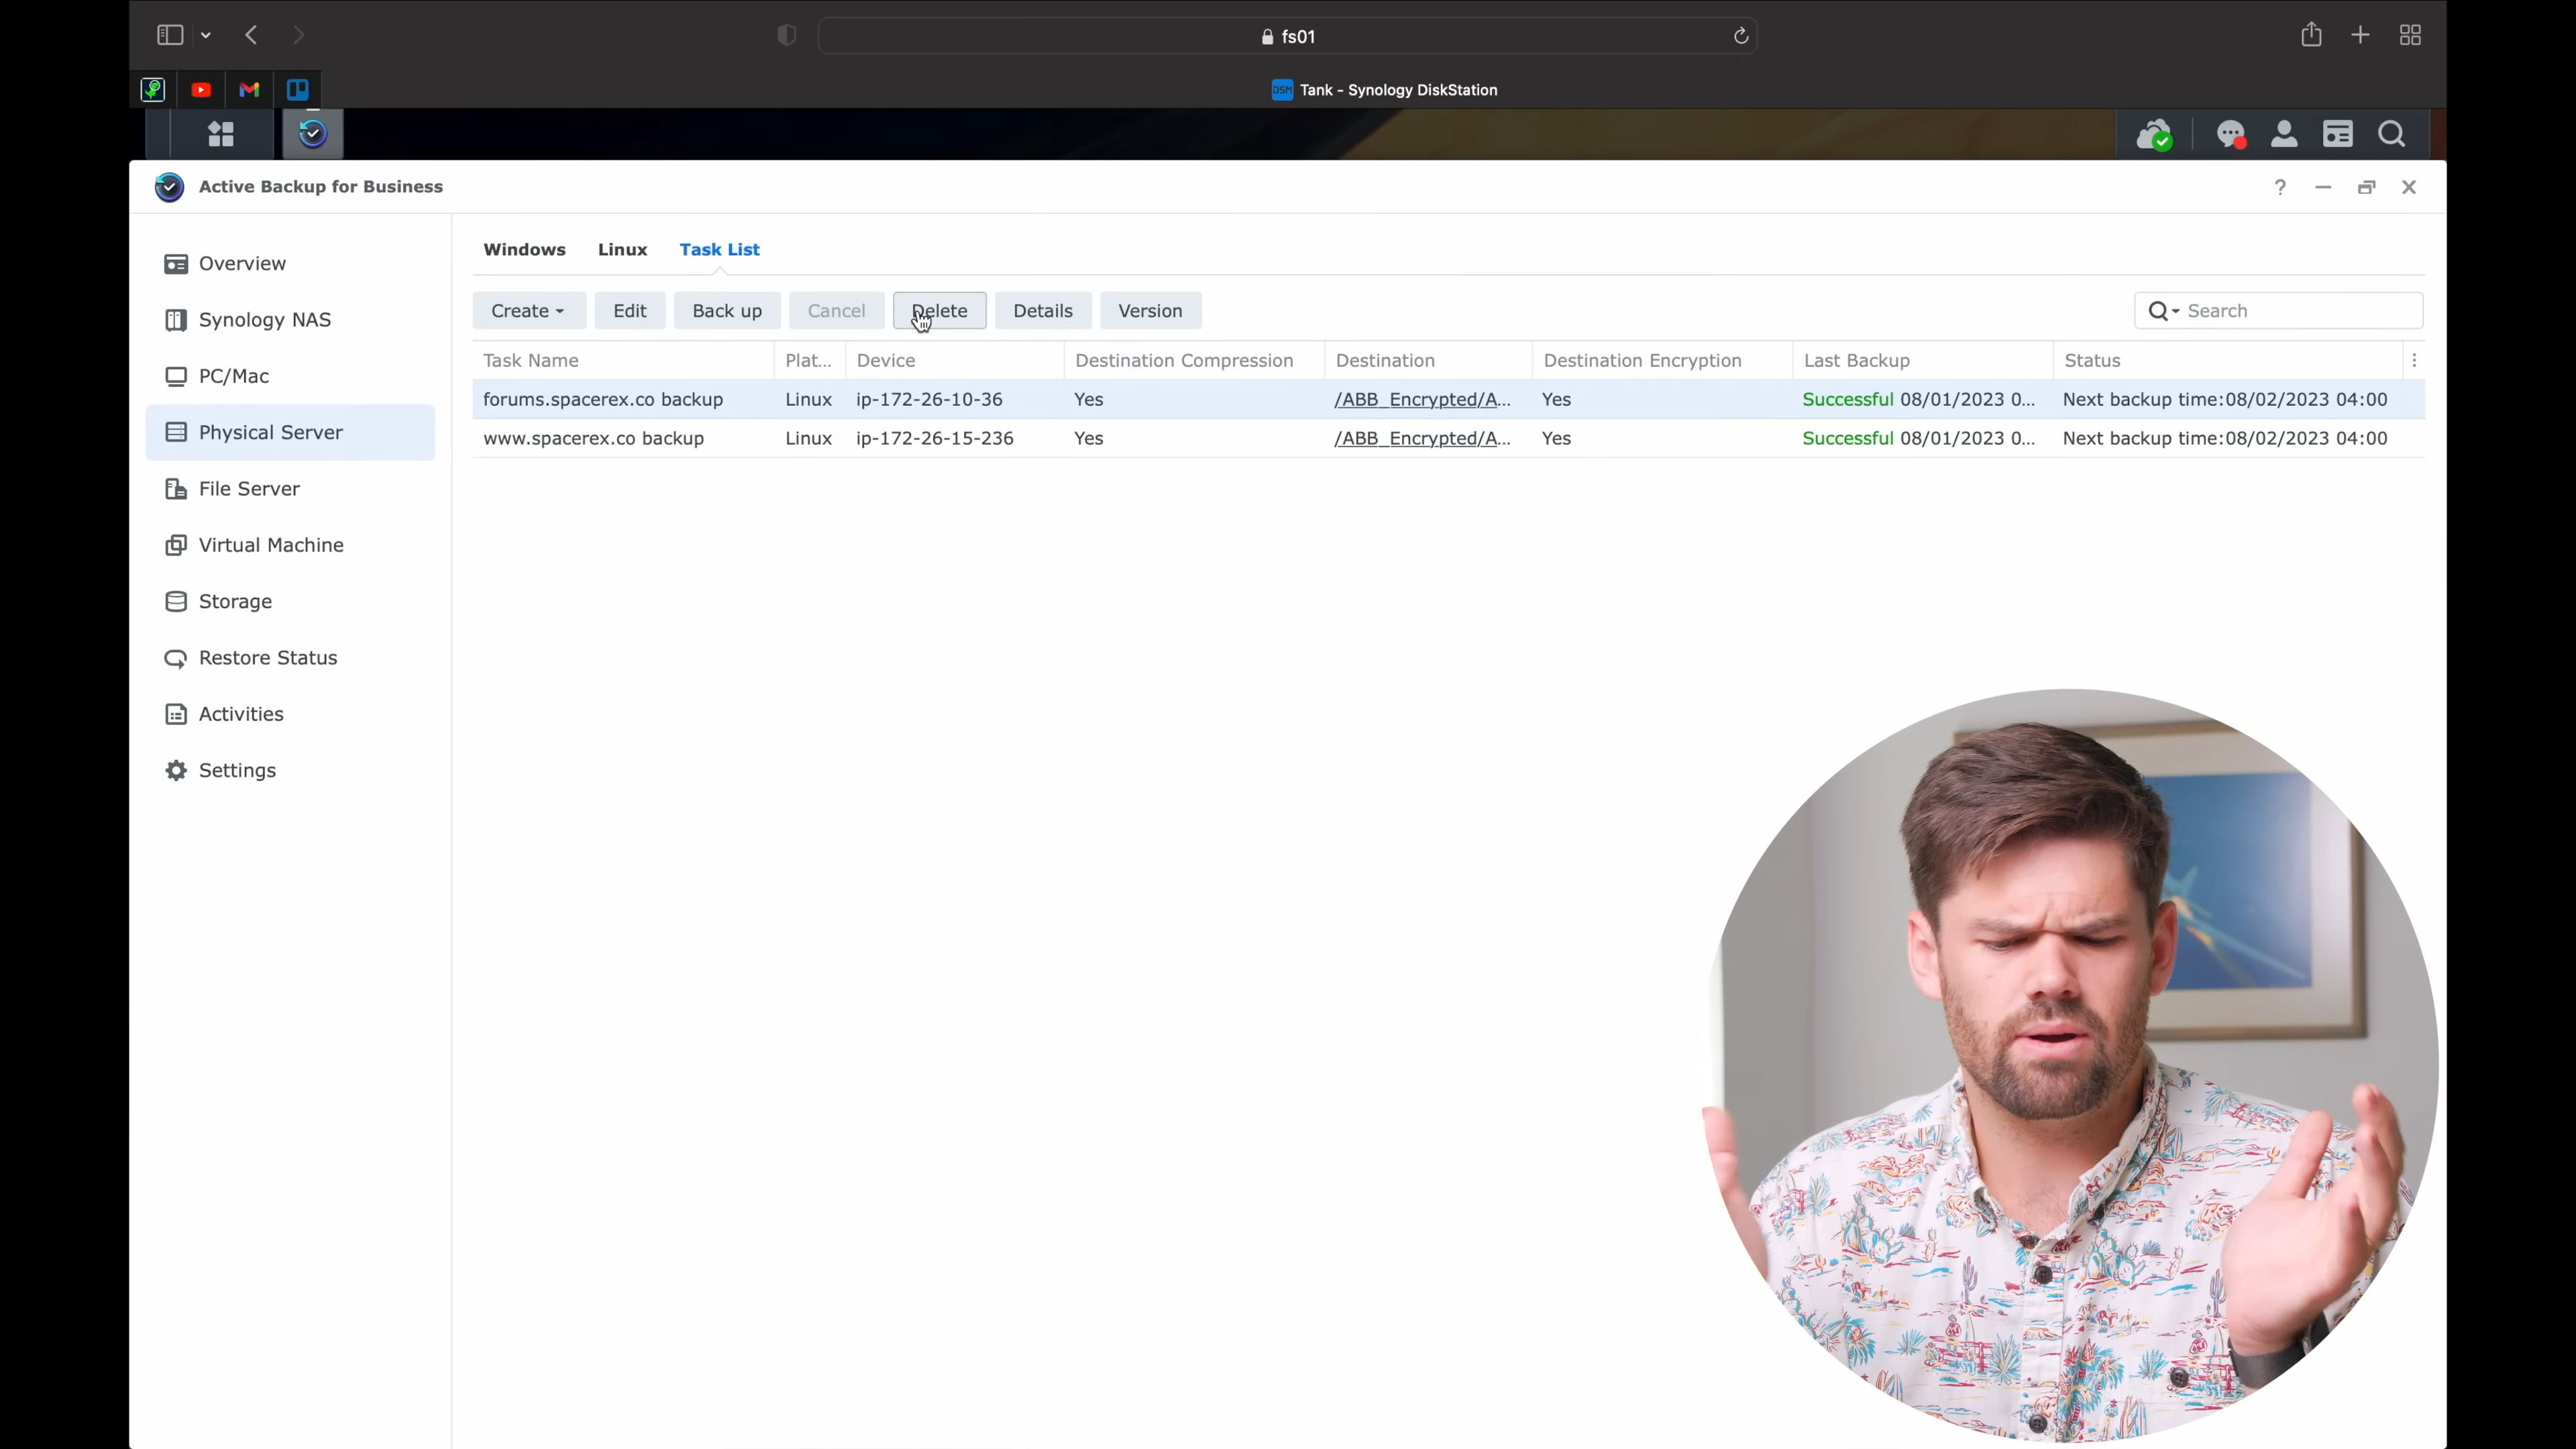 fs01
DSM Tank - Synology DiskStation
Active Backup for Business
?
Overview
Synology NAS
PC/Mac
Physical Server
File Server
Virtual Machine
Storage
Restore Status
Activities
Settings
Windows Linux Task List
Create Edit Back up Cancel Delete Details Version Search
Task Name Plat... Device Destination Compression Destination Destination Encryption Last Backup Status
forums.spacerex.co backup Linux ip-172-26-10-36 Yes /ABB_Encrypted/A... Yes Successful 08/01/2023 0... Next backup time:08/02/2023 04:00
www.spacerex.co backup Linux ip-172-26-15-236 Yes /ABB_Encrypted/A... Yes Successful 08/01/2023 0... Next backup time:08/02/2023 04:00